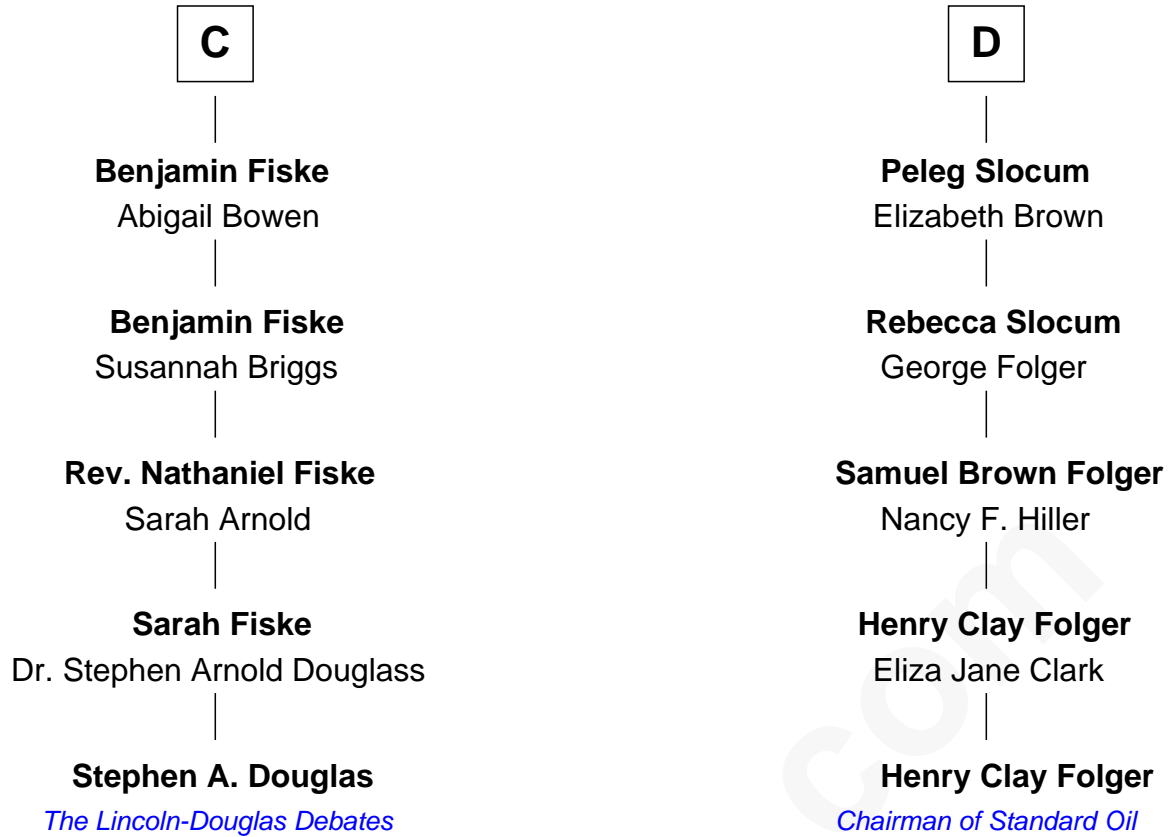 C
Benjamin Fiske
Abigail Bowen
Benjamin Fiske
Susannah Briggs
Rev. Nathaniel Fiske
Sarah Arnold
Sarah Fiske
Dr. Stephen Arnold Douglass
Stephen A. Douglas
The Lincoln-Douglas Debates
D
Peleg Slocum
Elizabeth Brown
Rebecca Slocum
George Folger
Samuel Brown Folger
Nancy F. Hiller
Henry Clay Folger
Eliza Jane Clark
Henry Clay Folger
Chairman of Standard Oil
com